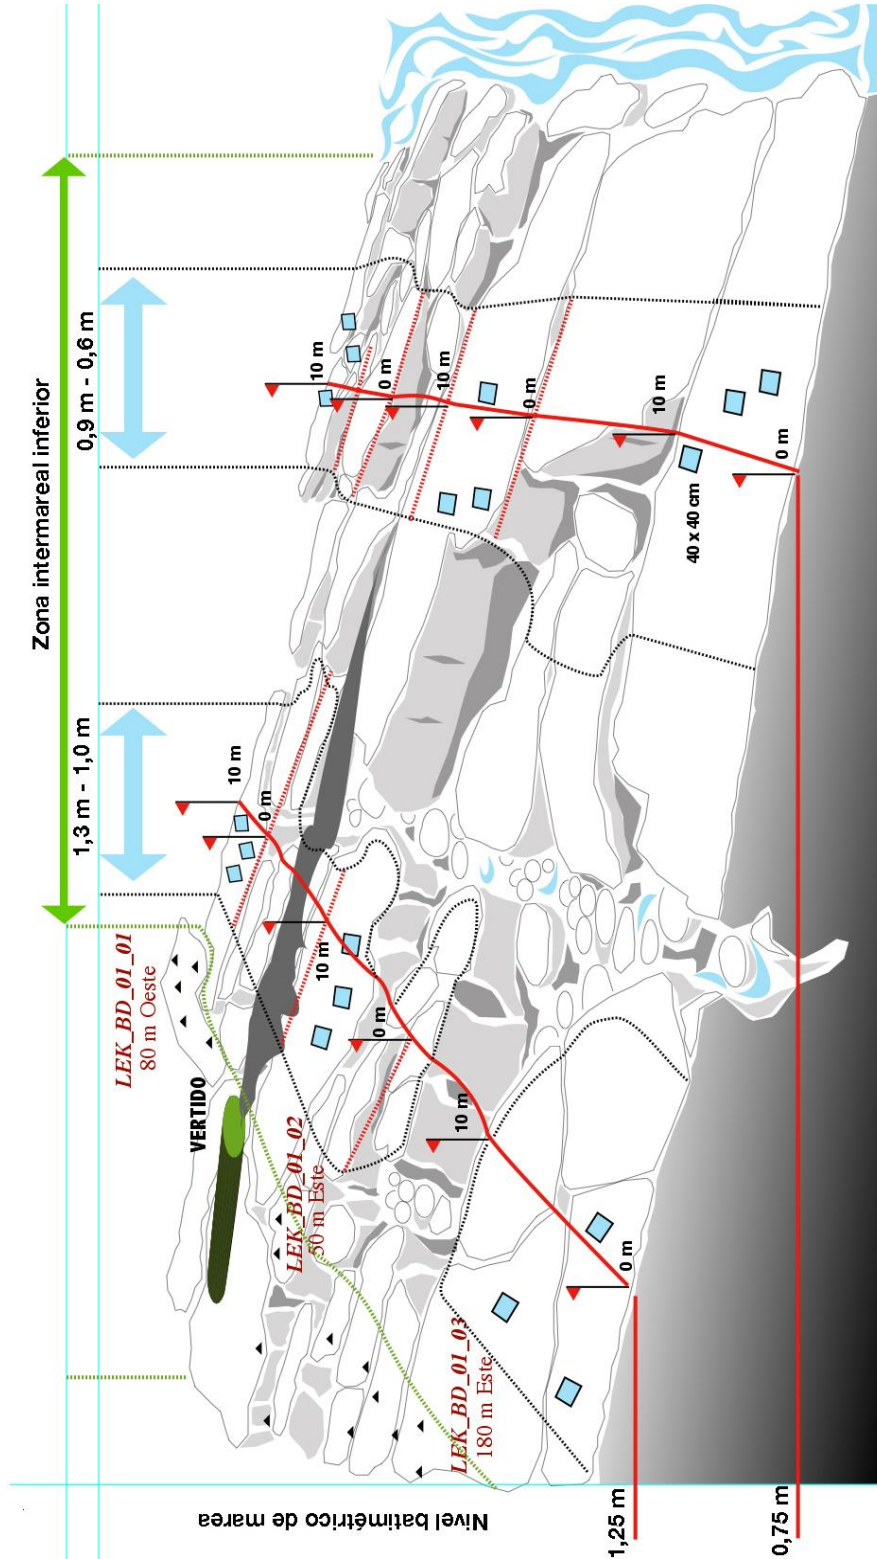 Zona intermareal inferior
1,3 m - 1,0 m
0,9 m - 0,6 m
LEK_BD_01_01
80 m Oeste
VERTIDO
LEK_BD_01_02
50 m Este
LEK_BD_01_03
180 m Este
10 m
0 m
10 m
0 m
10 m
0 m
10 m
0 m
10 m
0 m
10 m
0 m
40 x 40 cm
Nivel batimétrico de marea
1,25 m
0,75 m